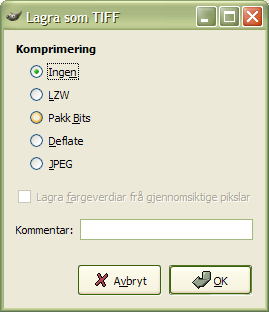 Lagra som TIFF
Komprimering
Ingen
LZW
Pakk Bits
Deflate
JPEG
Lagra fargeverdiar frå gjennomsiktige pikslar
Kommentar:
Avbryt
OK